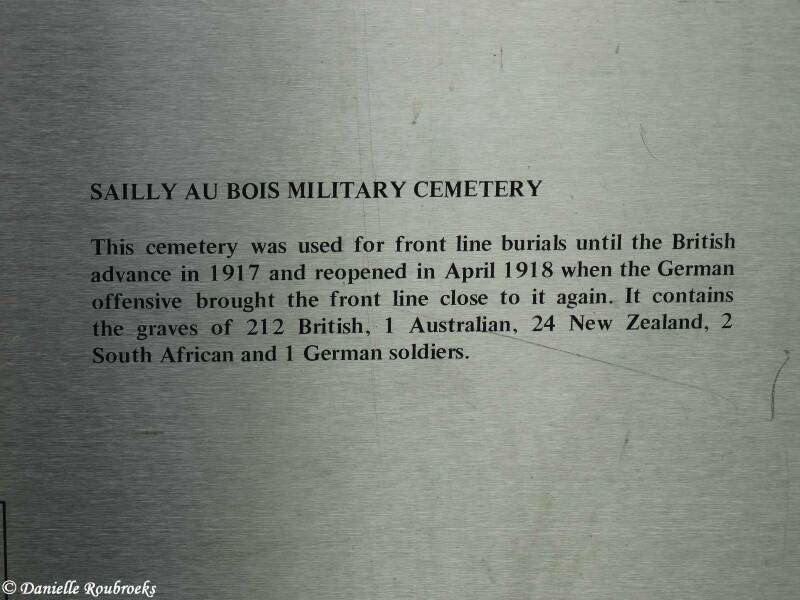 SAILLY AU BOIS MILITARY CEMETERY
This cemetery was used for front line burials until the British
advance in 1917 and reopened in April 1918 when the German
offensive brought the front line close to it again. It contains
the graves of 212 British, 1 Australian, 24 New Zealand, 2
South African and 1 German soldiers.
© Danielle Roubroeks